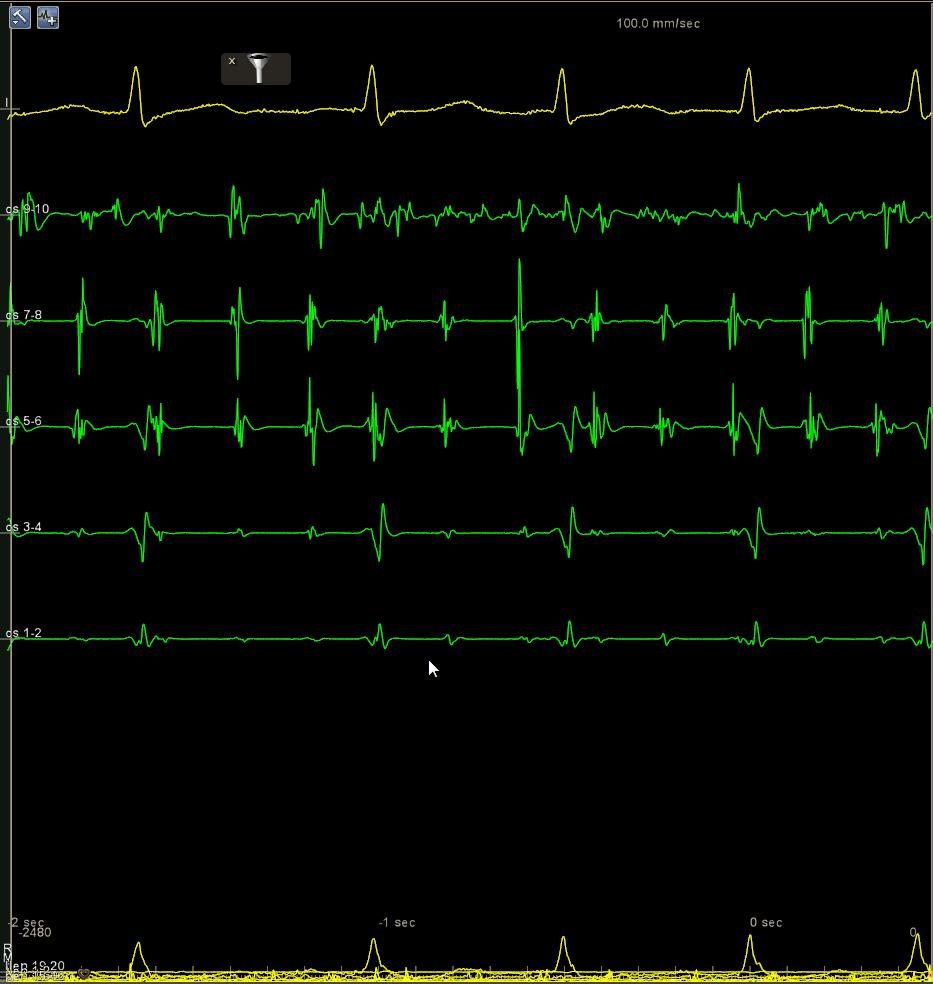 100.0 mm/sec
x
I
cs 9-10
cs 7-8
cs 5-6
cs 3-4
cs 1-2
-2 sec
-1 sec
0 sec
-2480
0